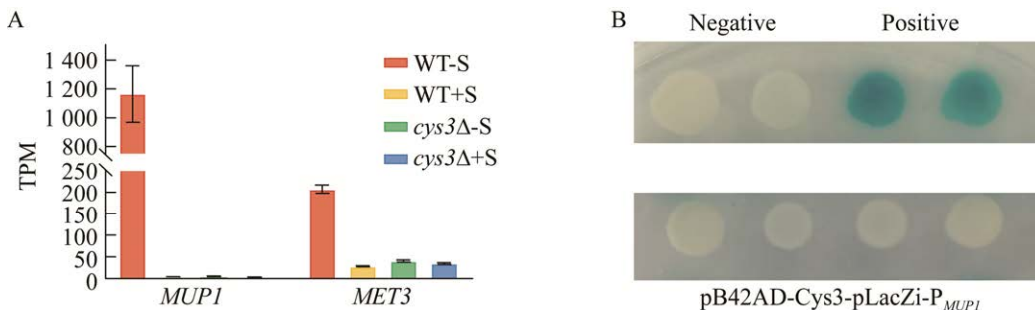 A
1 400
1 200
1 000
800
250
200
150
100
50
0
TPM
WT-S
WT+S
cys3Δ-S
cys3Δ+S
MUP1 MET3
B
Negative Positive
pB42AD-Cys3-pLacZi-PMUP1